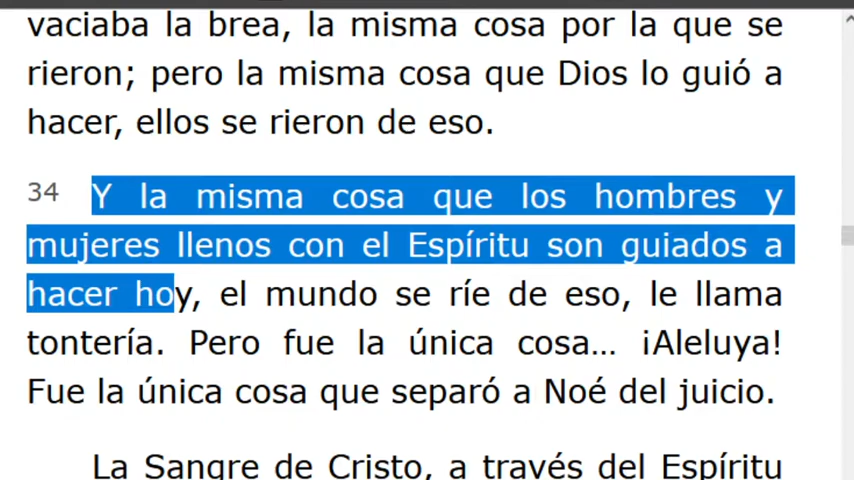 vaciaba la brea, la misma cosa por la que se
rieron; pero la misma cosa que Dios lo guió a
hacer, ellos se rieron de eso.
34 Y la misma cosa que los hombres y
mujeres llenos con el Espíritu son guiados a
hacer hoy, el mundo se ríe de eso, le llama
tontería. Pero fue la única cosa… ¡Aleluya!
Fue la única cosa que separó a Noé del juicio.
La Sangre de Cristo, a través del Espíritu